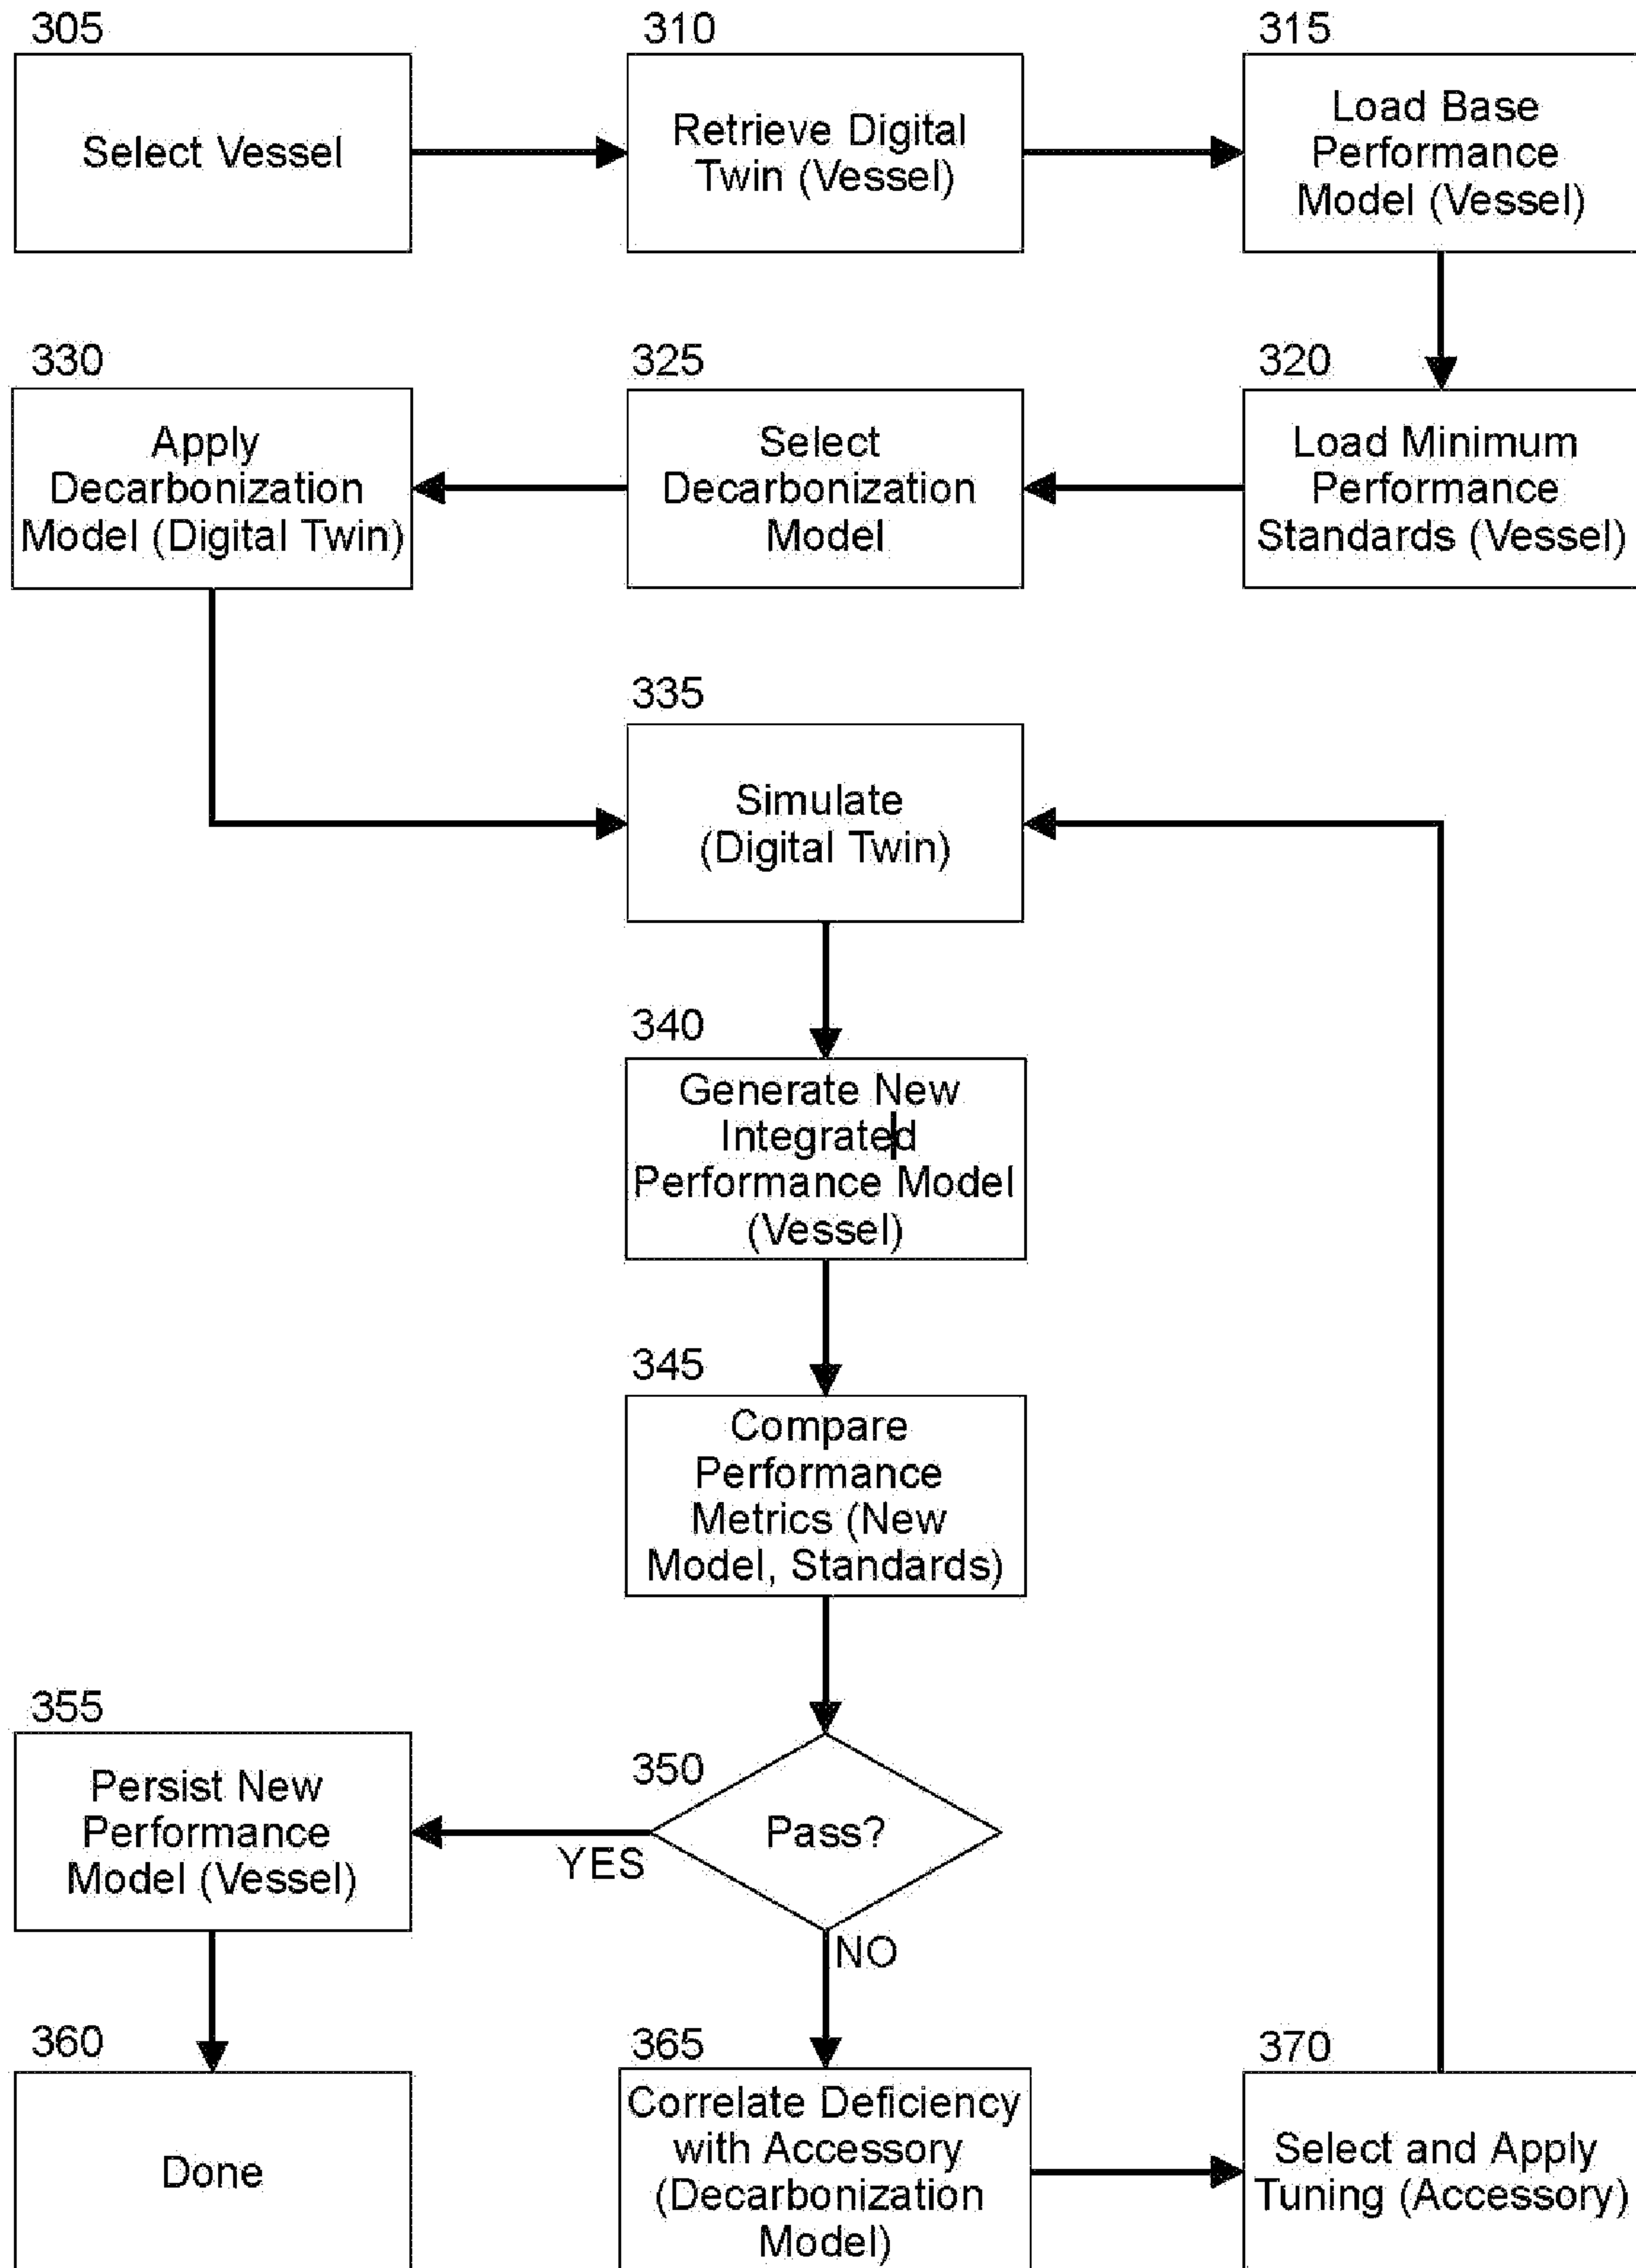 305
Select Vessel
310
Retrieve Digital
Twin (Vessel)
315
Load Base
Performance
Model (Vessel)
320
Load Minimum
Performance
Standards (Vessel)
325
Select
Decarbonization
Model
330
Apply
Decarbonization
Model (Digital Twin)
335
Simulate
(Digital Twin)
340
Generate New
Integrated
Performance Model
(Vessel)
345
Compare
Performance
Metrics (New
Model, Standards)
350
Pass?
YES
NO
355
Persist New
Performance
Model (Vessel)
360
Done
365
Correlate Deficiency
with Accessory
(Decarbonization
Model)
370
Select and Apply
Tuning (Accessory)